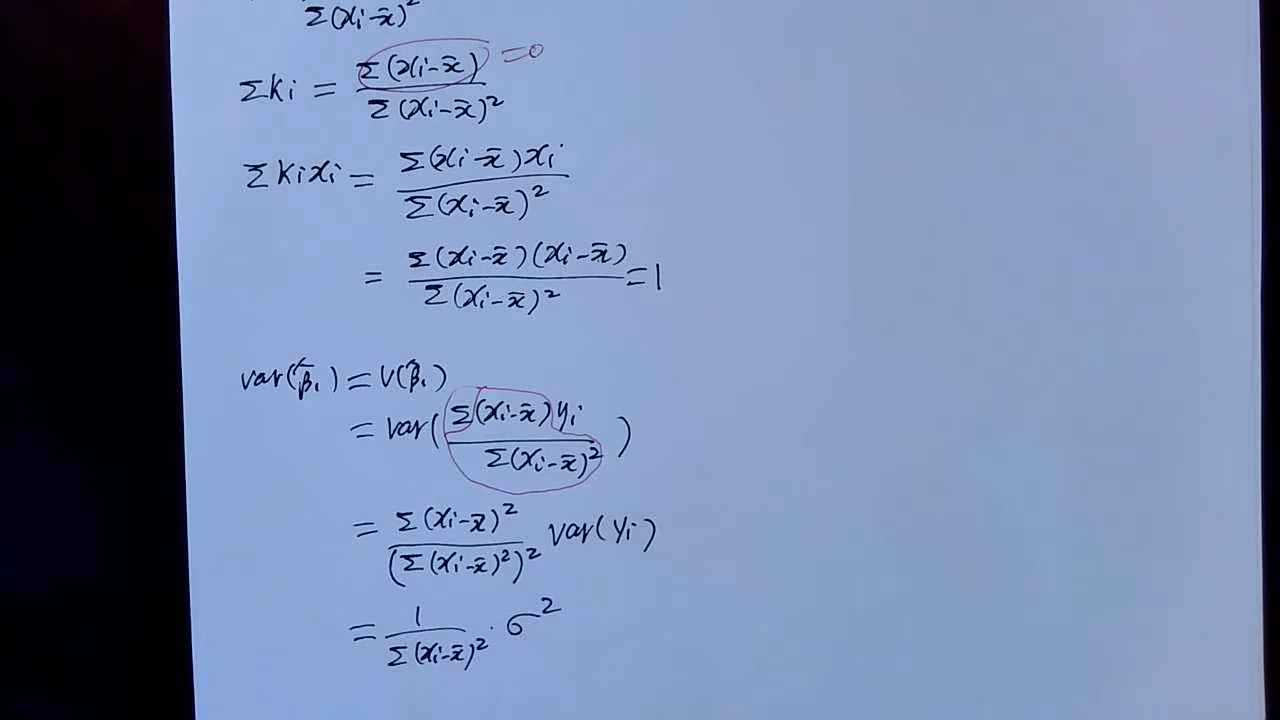 Σ(xi-x̄)²
Σki = Σ(xi-x̄) / Σ(xi-x̄)² =0
Σkixi = Σ(xi-x̄)xi / Σ(xi-x̄)²
= Σ(xi-x̄)(xi-x̄) / Σ(xi-x̄)² = 1
var(β̂₁) = V(β̂₁)
= var( Σ(xi-x̄)yi / Σ(xi-x̄)² )
= Σ(xi-x̄)² / (Σ(xi-x̄)²)² var(yi)
= 1 / Σ(xi-x̄)² · σ²